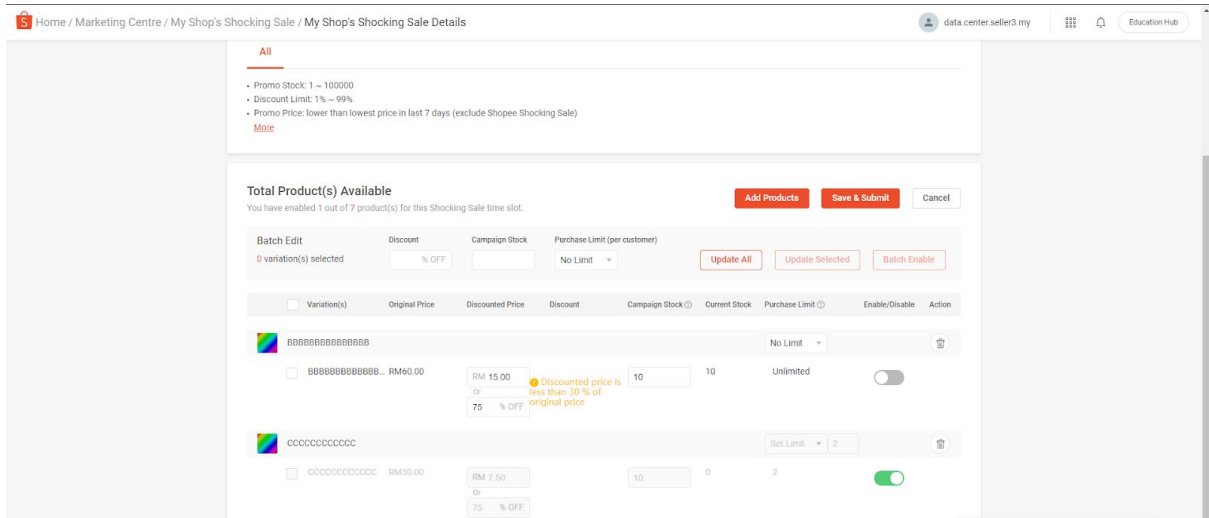 Home / Marketing Centre / My Shop's Shocking Sale / My Shop's Shocking Sale Details
data.center.seller3.my
Education Hub
All
• Promo Stock: 1 ~ 100000
• Discount Limit: 1% ~ 99%
• Promo Price: lower than lowest price in last 7 days (exclude Shopee Shocking Sale)
More
Total Product(s) Available
You have enabled 1 out of 7 product(s) for this Shocking Sale time slot.
Add Products
Save & Submit
Cancel
Batch Edit
0 variation(s) selected
Discount
% OFF
Campaign Stock
Purchase Limit (per customer)
No Limit
Update All
Update Selected
Batch Enable
Variation(s) Original Price Discounted Price Discount Campaign Stock Current Stock Purchase Limit Enable/Disable Action
BBBBBBBBBBBBBBB
No Limit
BBBBBBBBBBBBB... RM60.00
RM 15.00
Or
75 % OFF
Discounted price is
less than 30 % of
original price
10
10
Unlimited
CCCCCCCCCCCC
Set Limit 2
CCCCCCCCCCCC RM30.00
RM 7.50
Or
75 % OFF
10
0
2